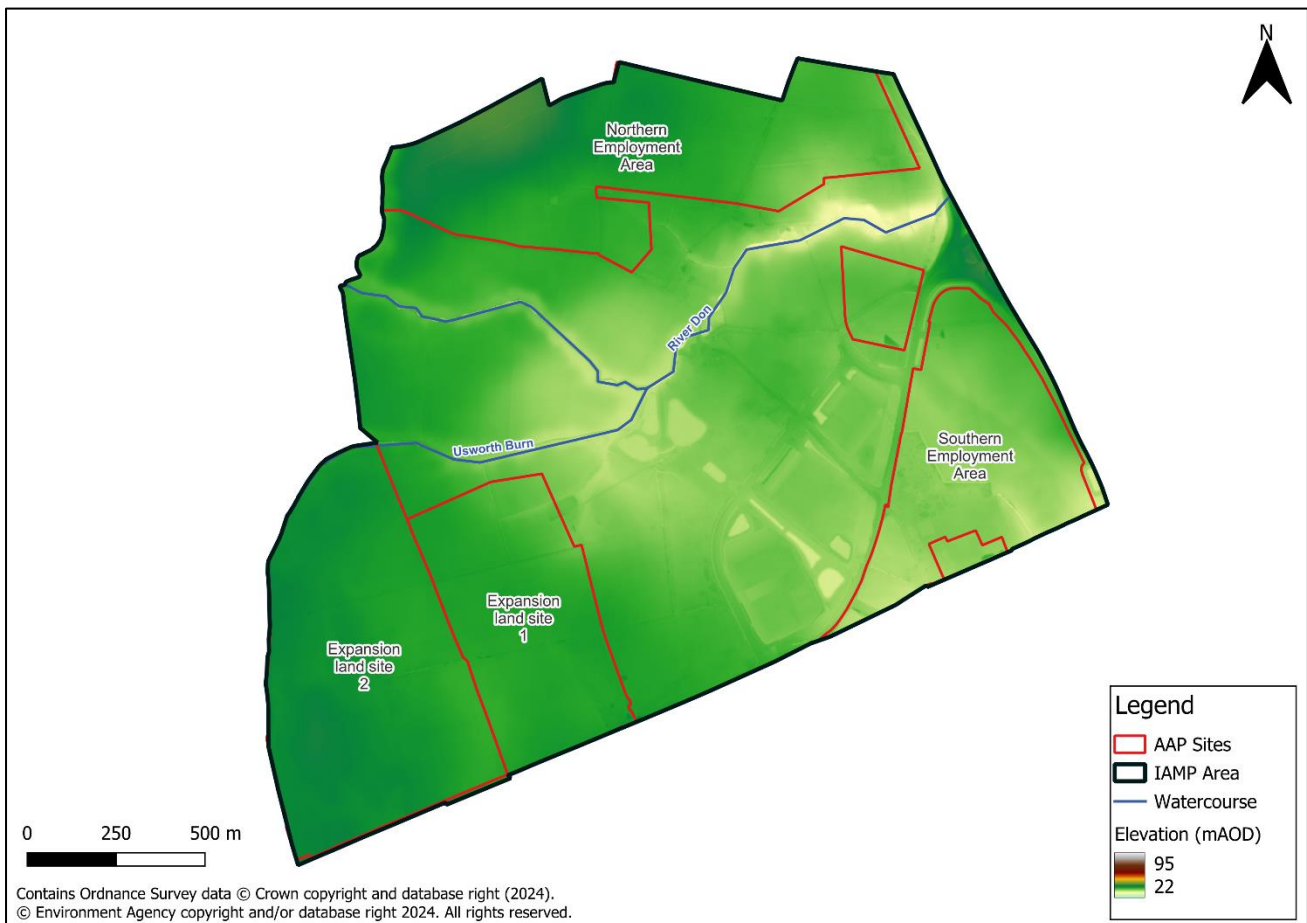 N
Northern
Employment
Area
River Don
Usworth Burn
Southern
Employment
Area
Expansion
land site
1
Expansion
land site
2
Legend
AAP Sites
IAMP Area
Watercourse
Elevation (mAOD)
95
22
0 250 500 m
Contains Ordnance Survey data © Crown copyright and database right (2024).
© Environment Agency copyright and/or database right 2024. All rights reserved.